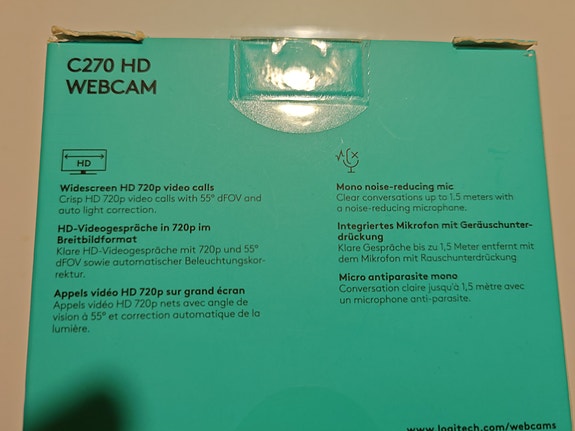 C270 HD
WEBCAM
HD
Widescreen HD 720p video calls
Crisp HD 720p video calls with 55° dFOV and
auto light correction.
HD-Videogespräche in 720p im
Breitbildformat
Klare HD-Videogespräche mit 720p und 55°
dFOV sowie automatischer Beleuchtungskor-
rektur.
Appels vidéo HD 720p sur grand écran
Appels vidéo HD 720p nets avec angle de
vision à 55° et correction automatique de la
lumière.
Mono noise-reducing mic
Clear conversations up to 1.5 meters with
a noise-reducing microphone.
Integriertes Mikrofon mit Geräuschunter-
drückung
Klare Gespräche bis zu 1,5 Meter entfernt mit
dem Mikrofon mit Rauschunterdrückung
Micro antiparasite mono
Conversation claire jusqu'à 1,5 mètre avec
un microphone anti-parasite.
www.logitech.com/webcams